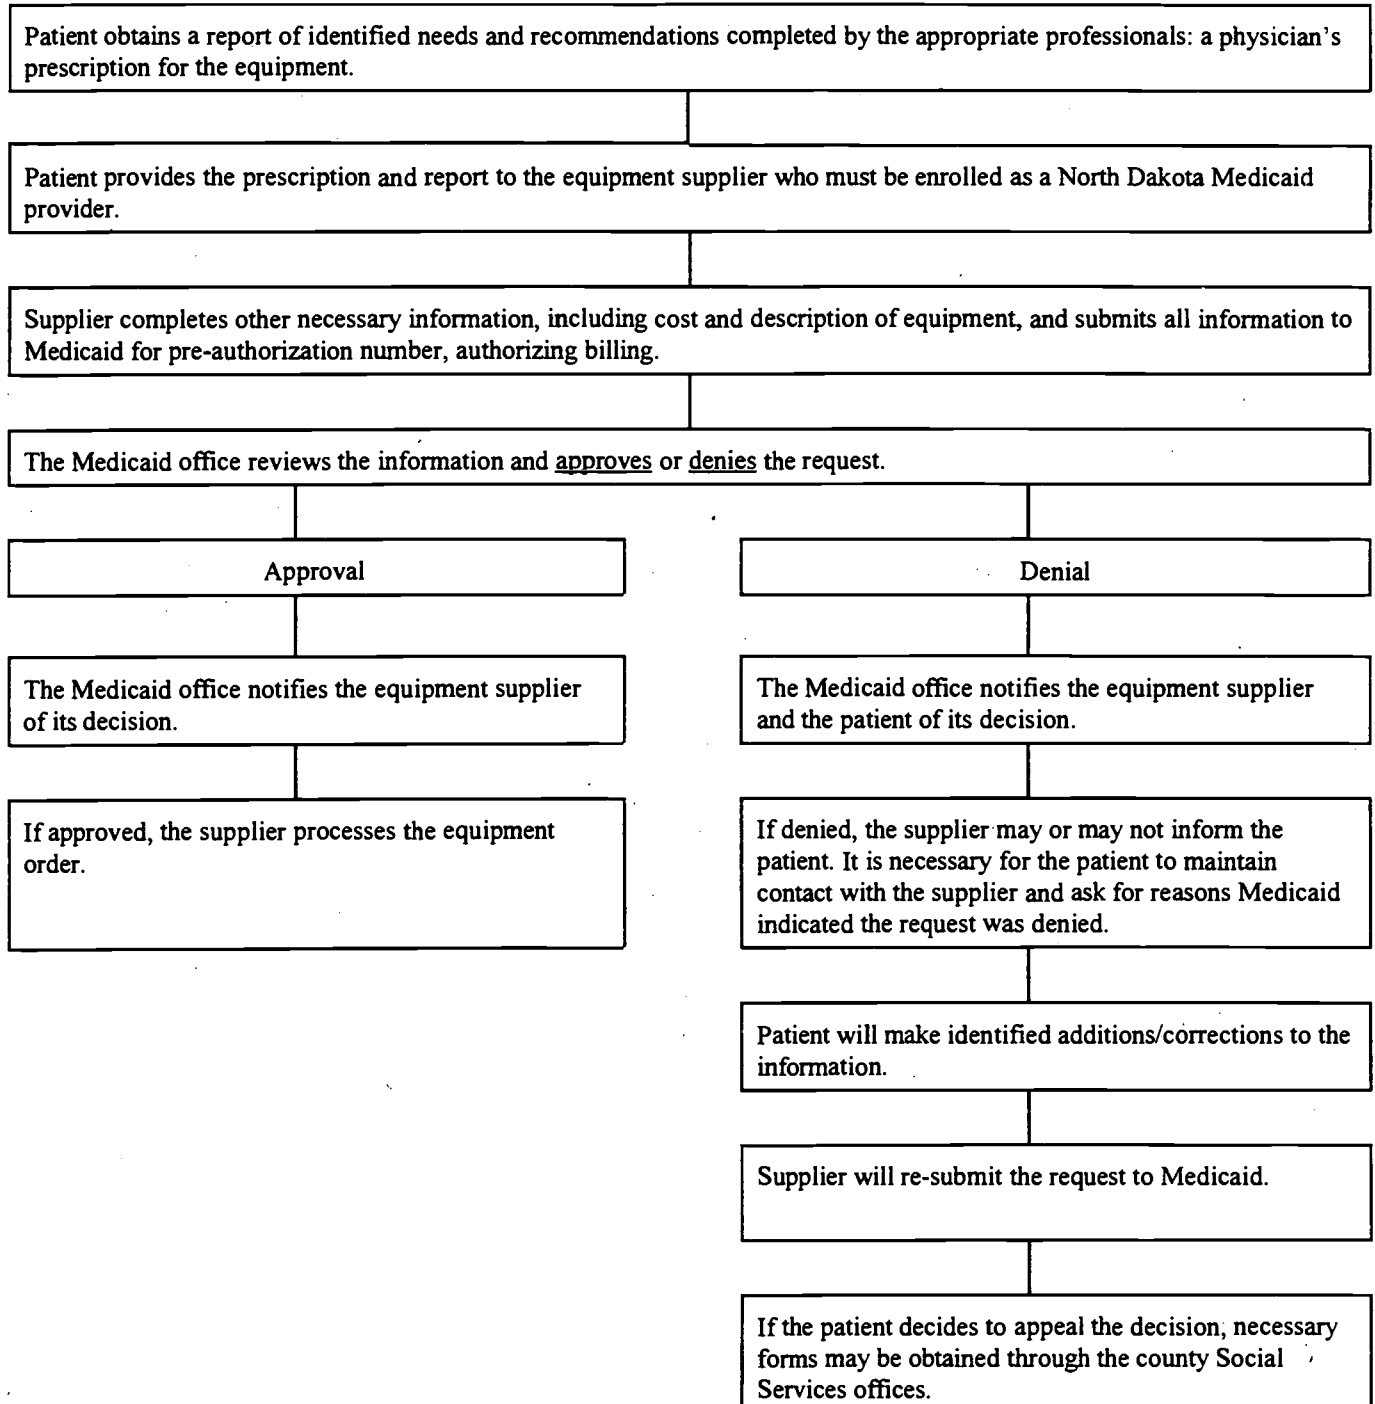 Patient obtains a report of identified needs and recommendations completed by the appropriate professionals: a physician's
prescription for the equipment.
Patient provides the prescription and report to the equipment supplier who must be enrolled as a North Dakota Medicaid
provider.
Supplier completes other necessary information, including cost and description of equipment, and submits all information to
Medicaid for pre-authorization number, authorizing billing.
The Medicaid office reviews the information and approves or denies the request.
Approval
Denial
The Medicaid office notifies the equipment supplier
of its decision.
The Medicaid office notifies the equipment supplier
and the patient of its decision.
If approved, the supplier processes the equipment
order.
If denied, the supplier may or may not inform the
patient. It is necessary for the patient to maintain
contact with the supplier and ask for reasons Medicaid
indicated the request was denied.
Patient will make identified additions/corrections to the
information.
Supplier will re-submit the request to Medicaid.
If the patient decides to appeal the decision, necessary
forms may be obtained through the county Social
Services offices.